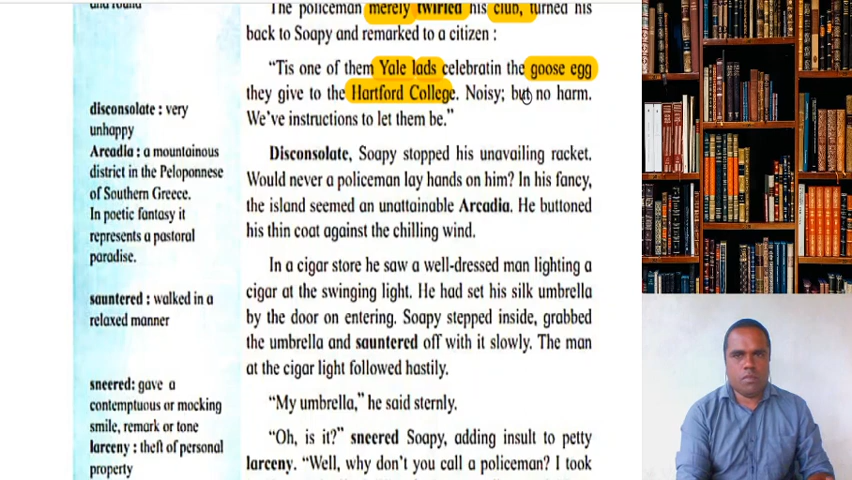 and found
disconsolate : very
unhappy
Arcadia : a mountainous
district in the Peloponnese
of Southern Greece.
In poetic fantasy it
represents a pastoral
paradise.
sauntered : walked in a
relaxed manner
sneered: gave a
contemptuous or mocking
smile, remark or tone
larceny : theft of personal
property
The policeman merely twirled his club, turned his
back to Soapy and remarked to a citizen :
“Tis one of them Yale lads celebratin the goose egg
they give to the Hartford College. Noisy; but no harm.
We’ve instructions to let them be.”
Disconsolate, Soapy stopped his unavailing racket.
Would never a policeman lay hands on him? In his fancy,
the island seemed an unattainable Arcadia. He buttoned
his thin coat against the chilling wind.
In a cigar store he saw a well-dressed man lighting a
cigar at the swinging light. He had set his silk umbrella
by the door on entering. Soapy stepped inside, grabbed
the umbrella and sauntered off with it slowly. The man
at the cigar light followed hastily.
“My umbrella,” he said sternly.
“Oh, is it?” sneered Soapy, adding insult to petty
larceny. “Well, why don’t you call a policeman? I took